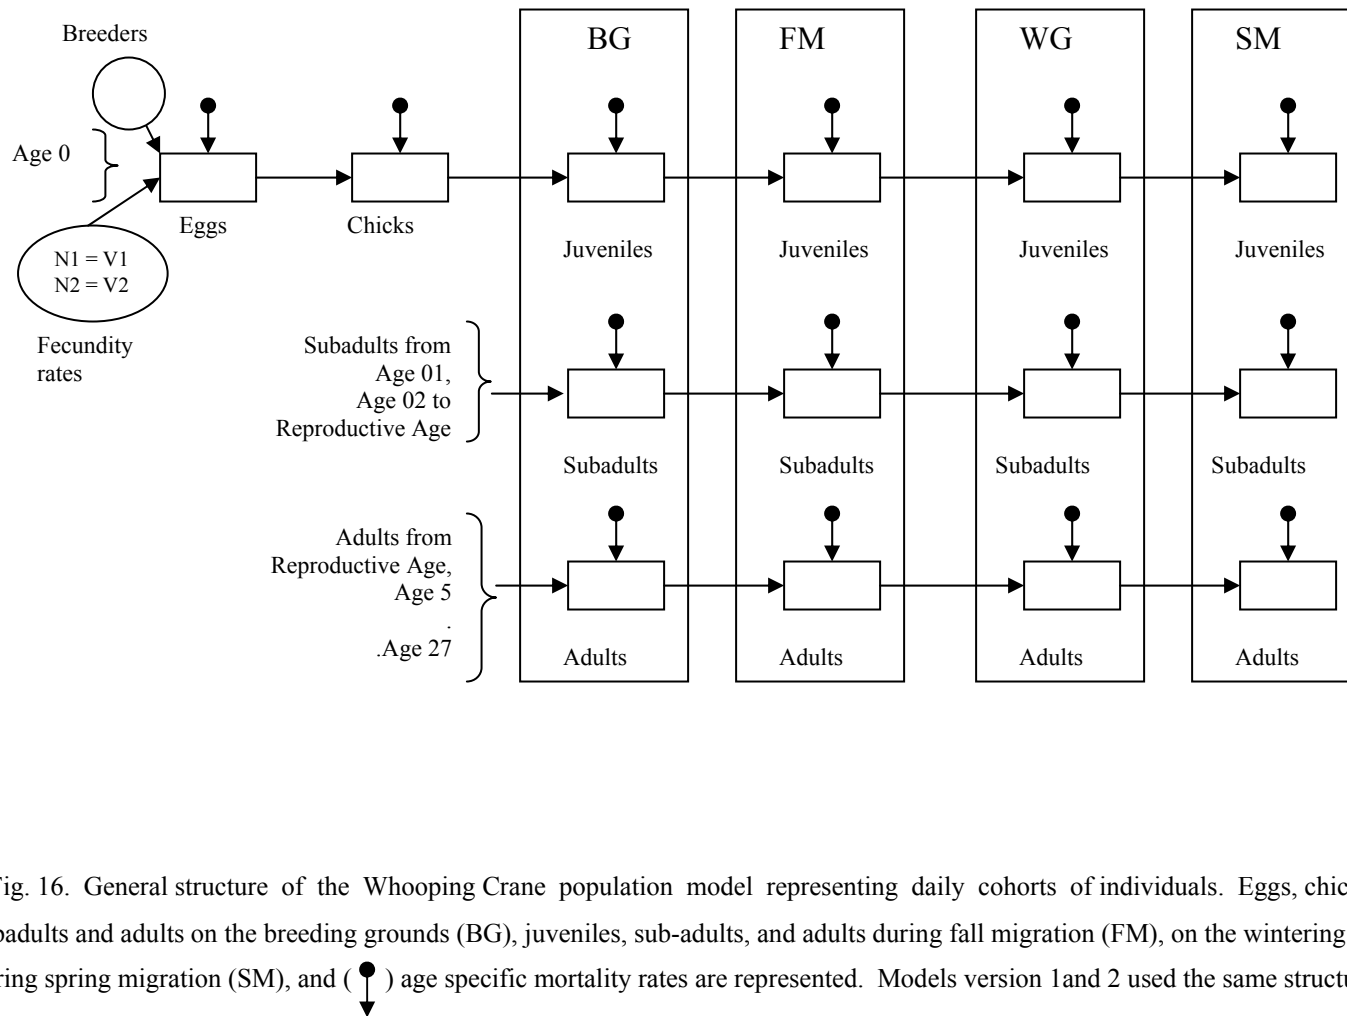 Breeders
BG
FM
WG
SM
Age 0
Eggs
Chicks
Juveniles
Juveniles
Juveniles
Juveniles
N1 = V1
N2 = V2
Fecundity
rates
Subadults from
Age 01,
Age 02 to
Reproductive Age
Subadults
Subadults
Subadults
Subadults
Adults from
Reproductive Age,
Age 5
.
.Age 27
Adults
Adults
Adults
Adults
ig. 16. General structure of the Whooping Crane population model representing daily cohorts of individuals. Eggs, chic
badults and adults on the breeding grounds (BG), juveniles, sub-adults, and adults during fall migration (FM), on the wintering
ring spring migration (SM), and ( ) age specific mortality rates are represented. Models version 1and 2 used the same structu